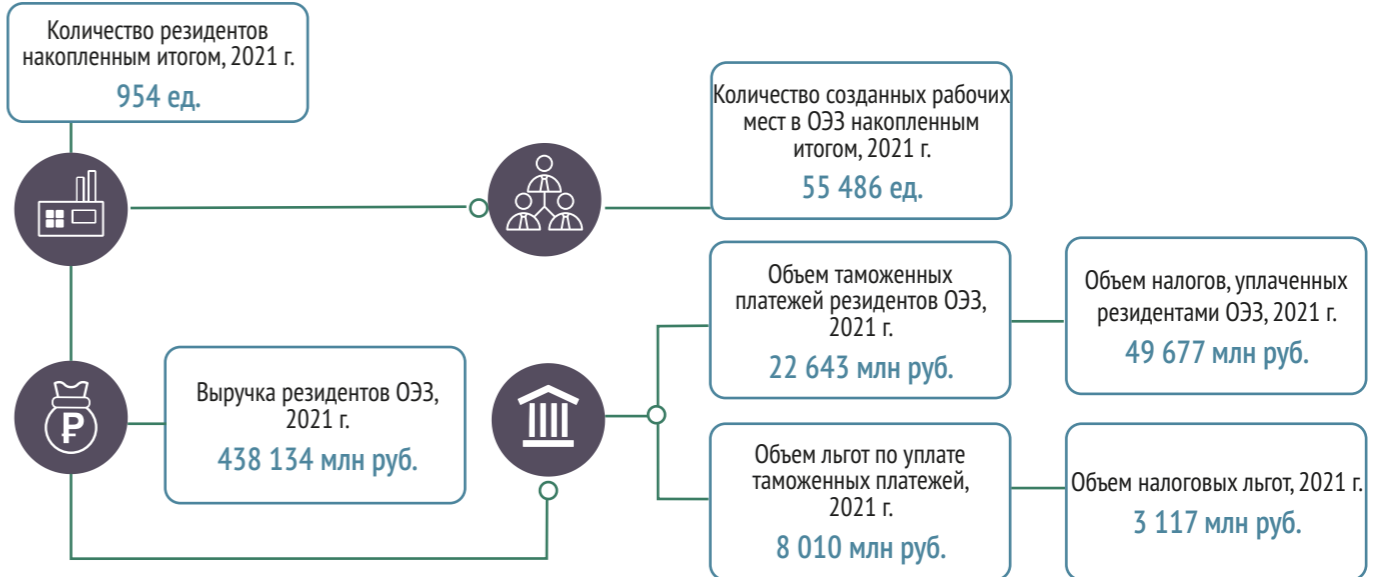 Количество резидентов
накопленным итогом, 2021 г.
954 ед.
Количество созданных рабочих
мест в ОЭЗ накопленным
итогом, 2021 г.
55 486 ед.
Объем таможенных
платежей резидентов ОЭЗ,
2021 г.
22 643 млн руб.
Объем налогов, уплаченных
резидентами ОЭЗ, 2021 г.
49 677 млн руб.
Выручка резидентов ОЭЗ,
2021 г.
438 134 млн руб.
Объем льгот по уплате
таможенных платежей,
2021 г.
8 010 млн руб.
Объем налоговых льгот, 2021 г.
3 117 млн руб.